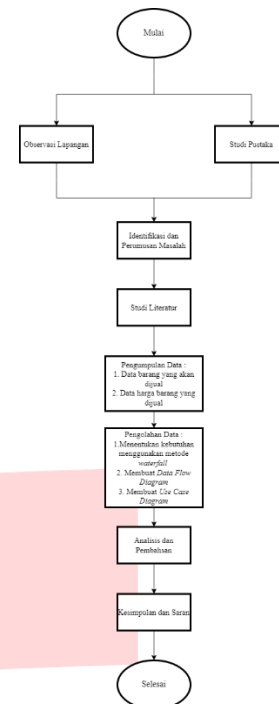 Mulai
Observasi Lapangan
Studi Pustaka
Identifikasi dan
Perumusan Masalah
Studi Literatur
Pengumpulan Data :
1. Data barang yang akan
dijual
2. Data harga barang yang
dijual
Pengolahan Data :
1.Menentukan kebutuhan
menggunakan metode
waterfall
2. Membuat Data Flow
Diagram
3. Membuat Use Case
Diagram
Analisis dan
Pembahsan
Kesimpulan dan Saran
Selesai